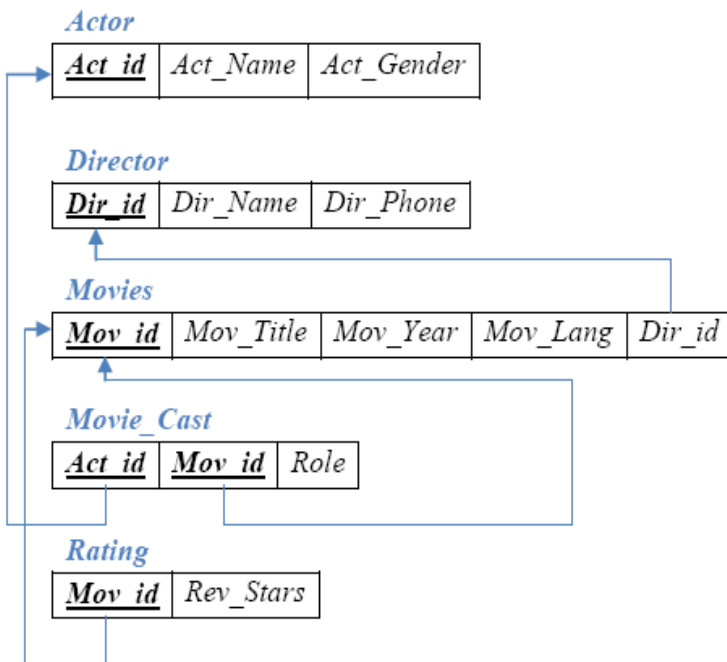 Actor
Act_id Act_Name Act_Gender
Director
Dir_id Dir_Name Dir_Phone
Movies
Mov_id Mov_Title Mov_Year Mov_Lang Dir_id
Movie_Cast
Act_id Mov_id Role
Rating
Mov_id Rev_Stars